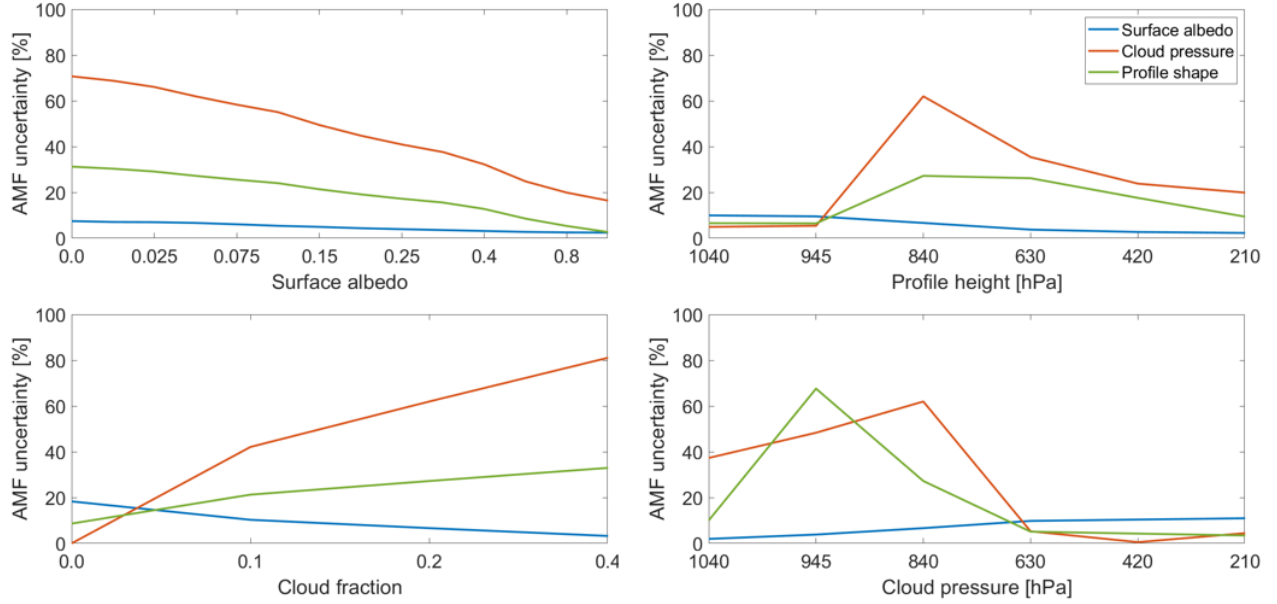 AMF uncertainty [%]
100
80
60
40
20
0
0.0 0.025 0.075 0.15 0.25 0.4 0.8
Surface albedo
AMF uncertainty [%]
100
80
60
40
20
0
Surface albedo
Cloud pressure
Profile shape
1040 945 840 630 420 210
Profile height [hPa]
AMF uncertainty [%]
100
80
60
40
20
0
0.0 0.1 0.2 0.4
Cloud fraction
AMF uncertainty [%]
100
80
60
40
20
0
1040 945 840 630 420 210
Cloud pressure [hPa]